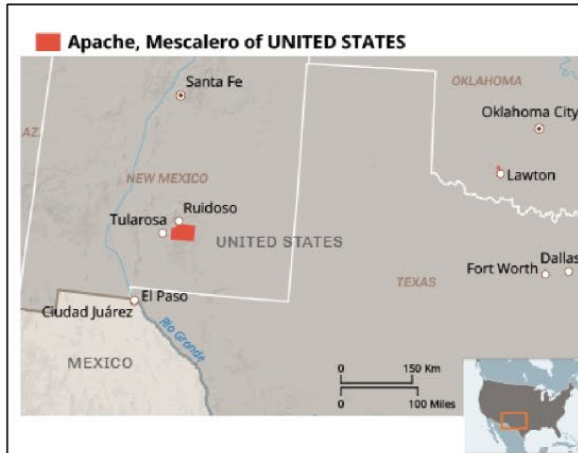 Apache, Mescalero of UNITED STATES
Santa Fe
OKLAHOMA
Oklahoma City
AZ.
Lawton
NEW MEXICO
Ruidoso
Tularosa
UNITED STATES
Dallas
Fort Worth
TEXAS
El Paso
Ciudad Juárez
Río Grande
MEXICO
0 150 Km
0 100 Miles